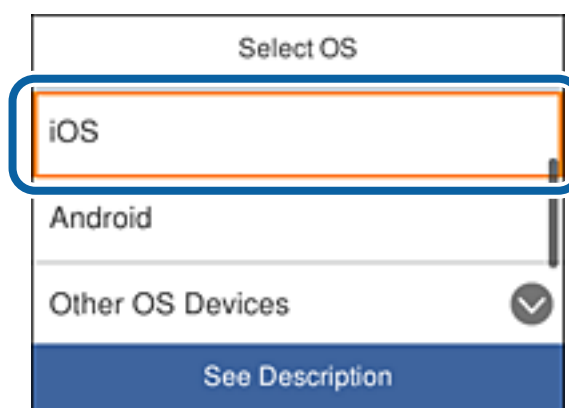 Select OS
iOS
Android
Other OS Devices
See Description